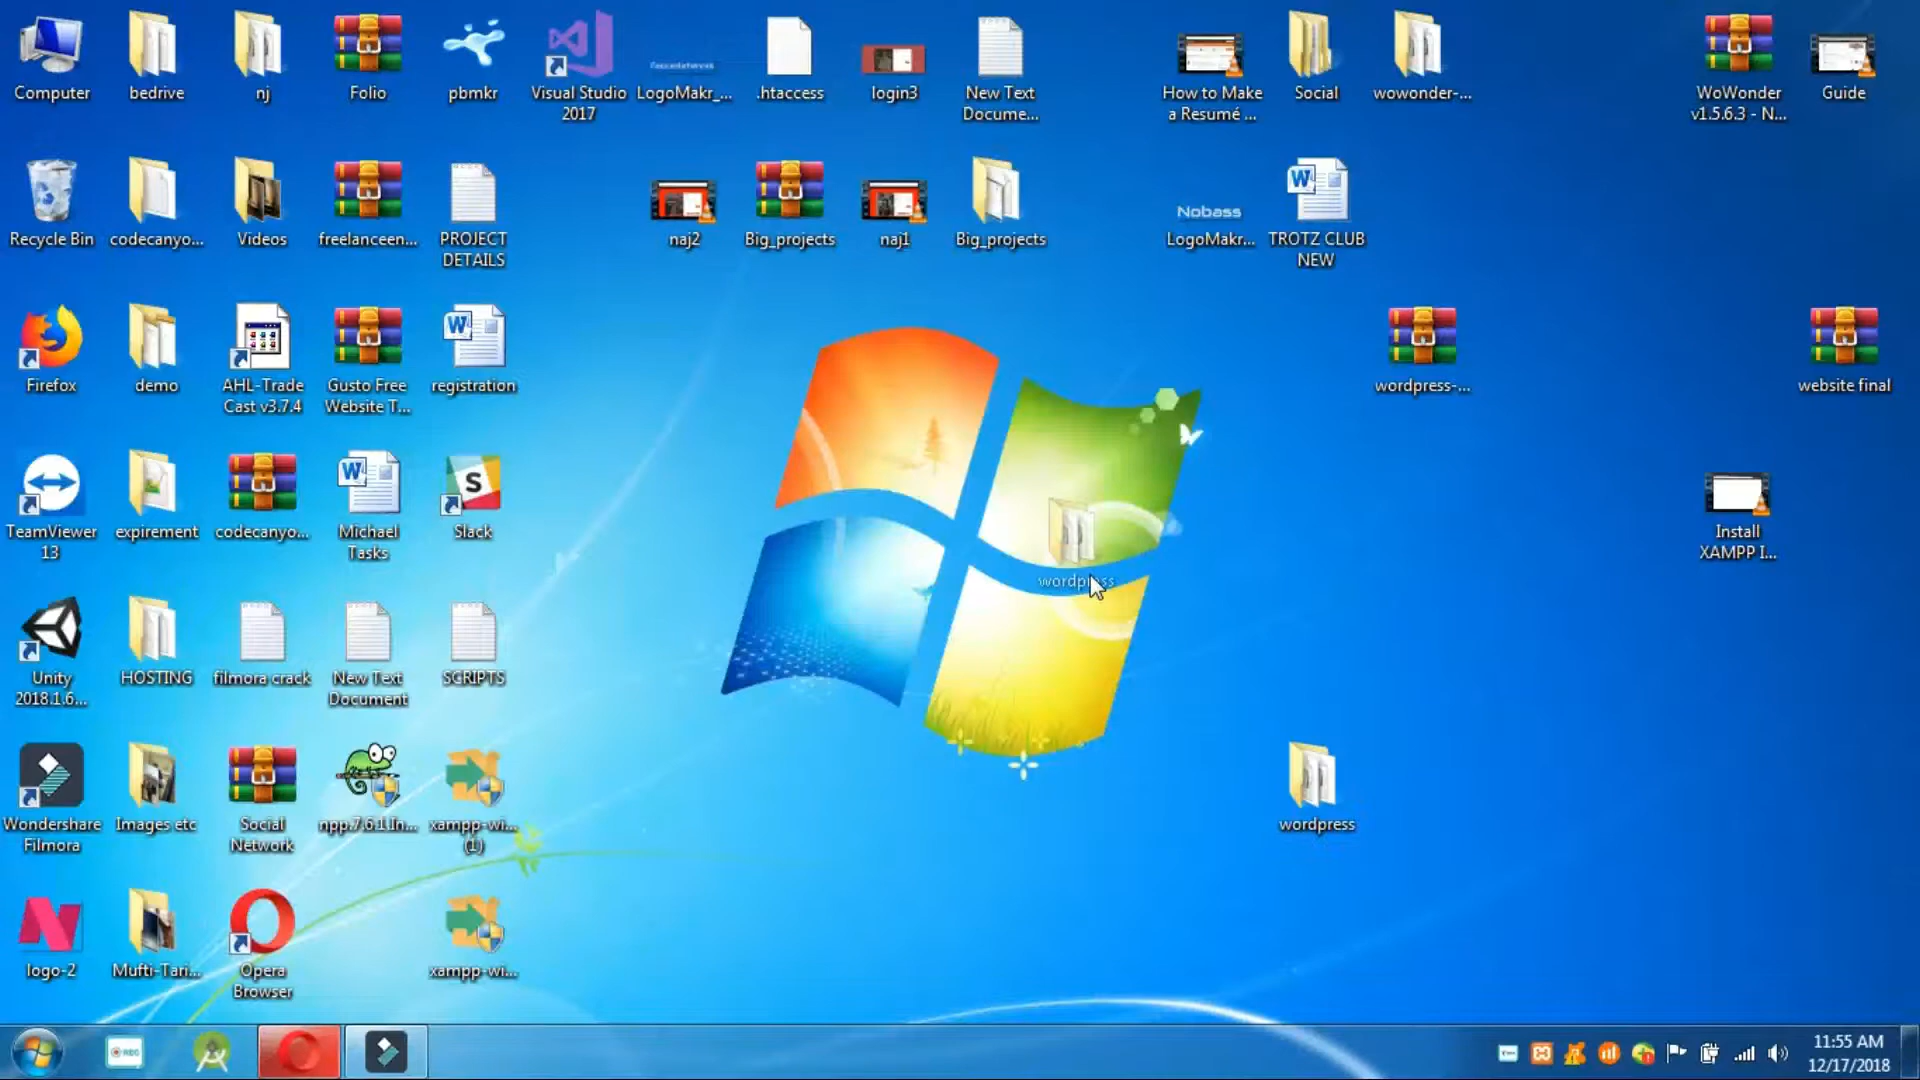 Computer
bedrive
nj
Folio
pbmkr
Visual Studio
2017
LogoMakr_...
.htaccess
login3
New Text
Docume...
How to Make
a Resumé ...
Social
wowonder-...
WoWonder
v1.5.6.3 - N...
Guide
Recycle Bin
codecanyo...
Videos
freelanceen...
PROJECT
DETAILS
naj2
Big_projects
naj1
Big_projects
Nobass
LogoMakr...
TROTZ CLUB
NEW
Firefox
demo
AHL-Trade
Cast v3.7.4
Gusto Free
Website T...
registration
wordpress-...
website final
TeamViewer
13
expirement
codecanyo...
Michael
Tasks
S
Slack
wordpress
Install
XAMPP I...
Unity
2018.1.6...
HOSTING
filmora crack
New Text
Document
SCRIPTS
Wondershare
Filmora
Images etc
Social
Network
npp.7.6.1.In...
xampp-wi...
(1)
wordpress
logo-2
Mufti-Tari...
Opera
Browser
xampp-wi...
REC
11:55 AM
12/17/2018